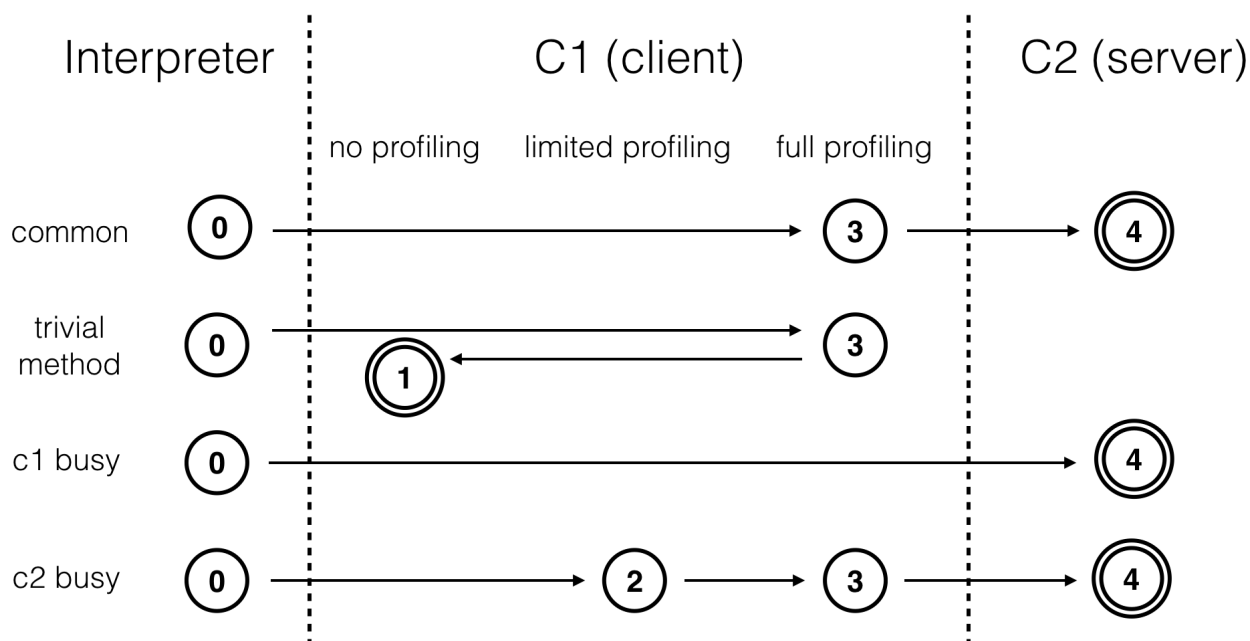 Interpreter C1 (client) C2 (server)
no profiling limited profiling full profiling
common 0 3 4
trivial
method 0 3
1
c1 busy 0 4
c2 busy 0 2 3 4